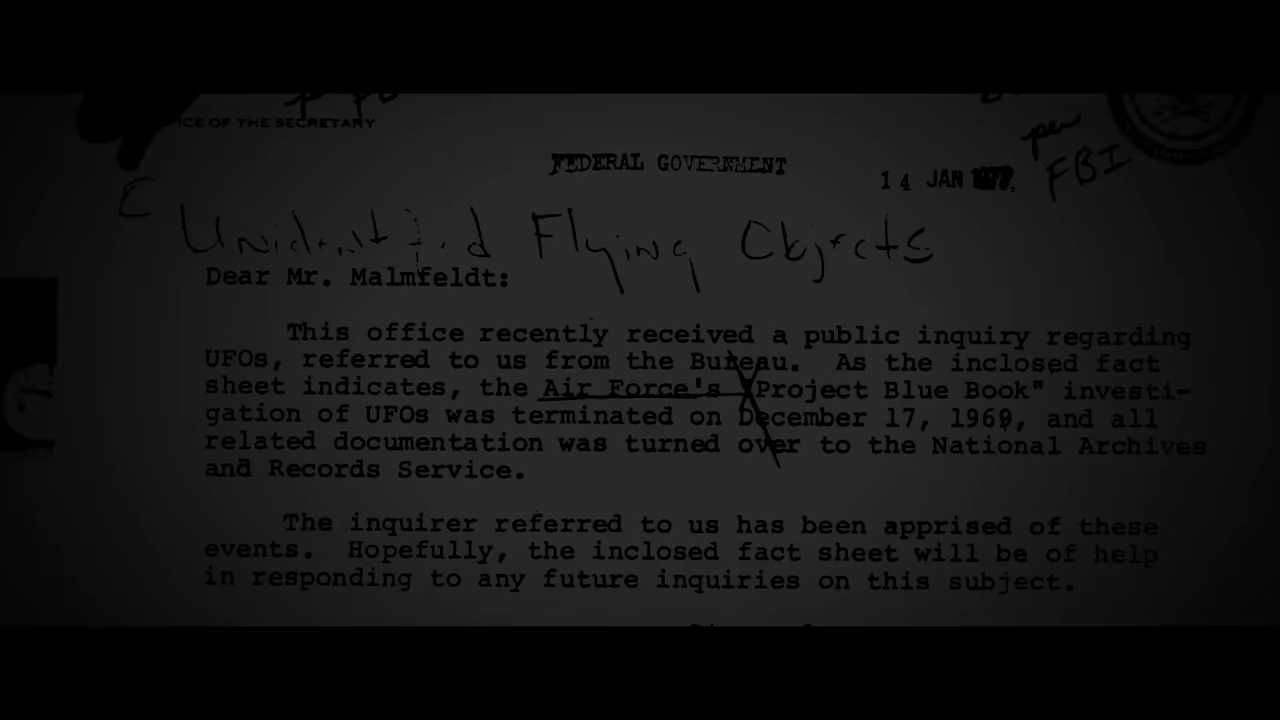 ICE OF THE SECRETARY
FEDERAL GOVERNMENT
14 JAN
per
FBI
C
Unidentified Flying Objects
Dear Mr. Malmfeldt:
This office recently received a public inquiry regarding
UFOs, referred to us from the Bureau. As the inclosed fact
sheet indicates, the Air Force's "Project Blue Book" investi-
gation of UFOs was terminated on December 17, 1969, and all
related documentation was turned over to the National Archives
and Records Service.
The inquirer referred to us has been apprised of these
events. Hopefully, the inclosed fact sheet will be of help
in responding to any future inquiries on this subject.